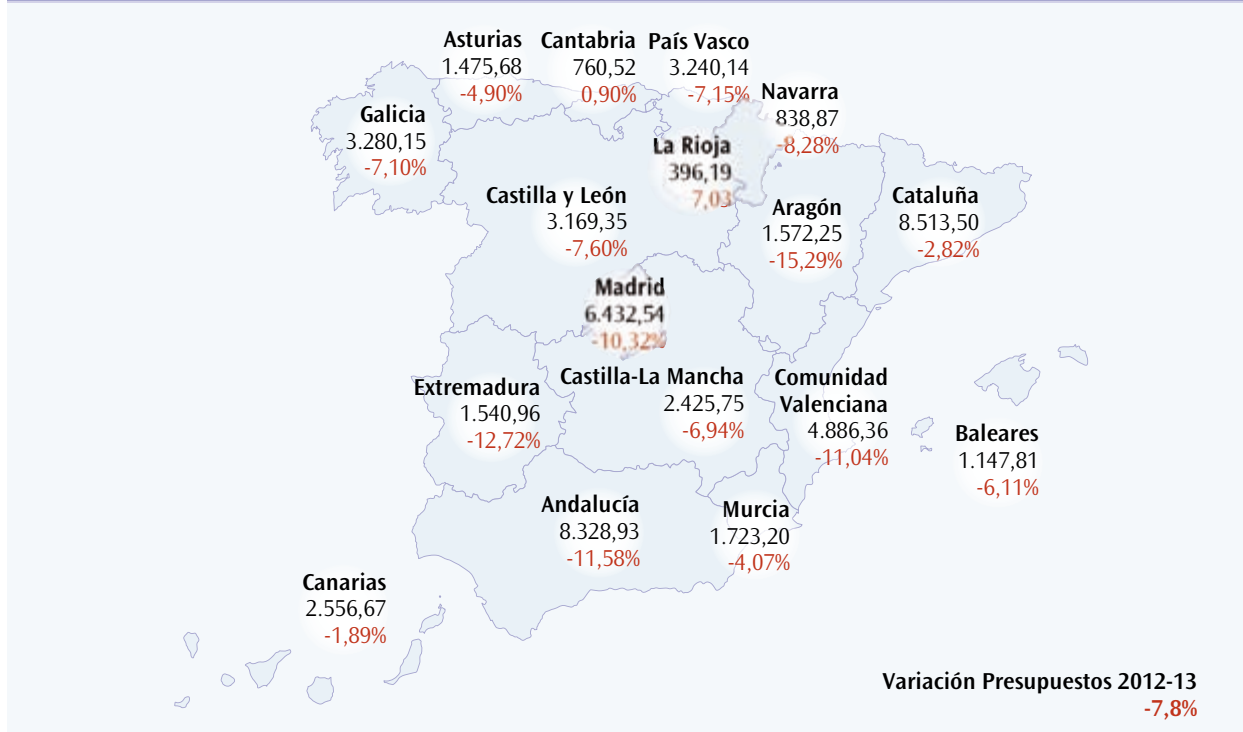 Asturias
1.475,68
-4,90%
Cantabria
760,52
0,90%
País Vasco
3.240,14
-7,15%
Navarra
838,87
-8,28%
Galicia
3.280,15
-7,10%
La Rioja
396,19
7,03
Castilla y León
3.169,35
-7,60%
Aragón
1.572,25
-15,29%
Cataluña
8.513,50
-2,82%
Madrid
6.432,54
-10,32%
Extremadura
1.540,96
-12,72%
Castilla-La Mancha
2.425,75
-6,94%
Comunidad
Valenciana
4.886,36
-11,04%
Baleares
1.147,81
-6,11%
Andalucía
8.328,93
-11,58%
Murcia
1.723,20
-4,07%
Canarias
2.556,67
-1,89%
Variación Presupuestos 2012-13
-7,8%